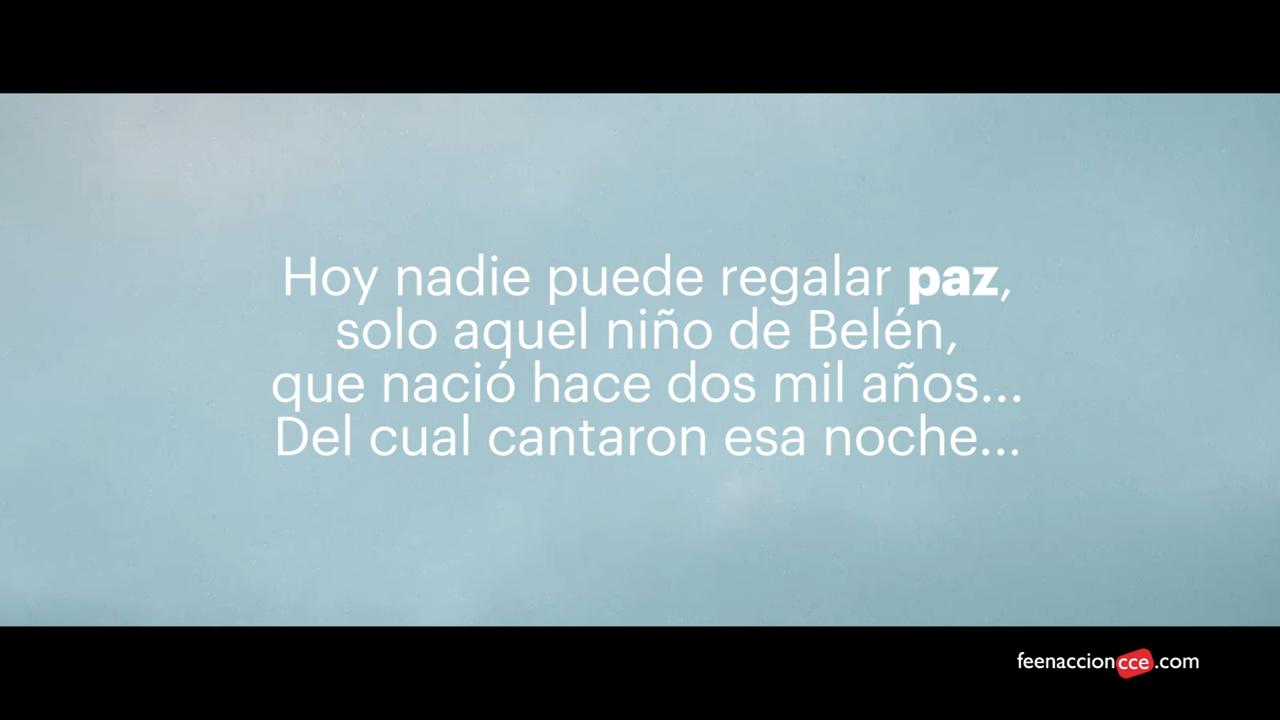 Hoy nadie puede regalar paz,
solo aquel niño de Belén,
que nació hace dos mil años...
Del cual cantaron esa noche...
feenaccioncce.com